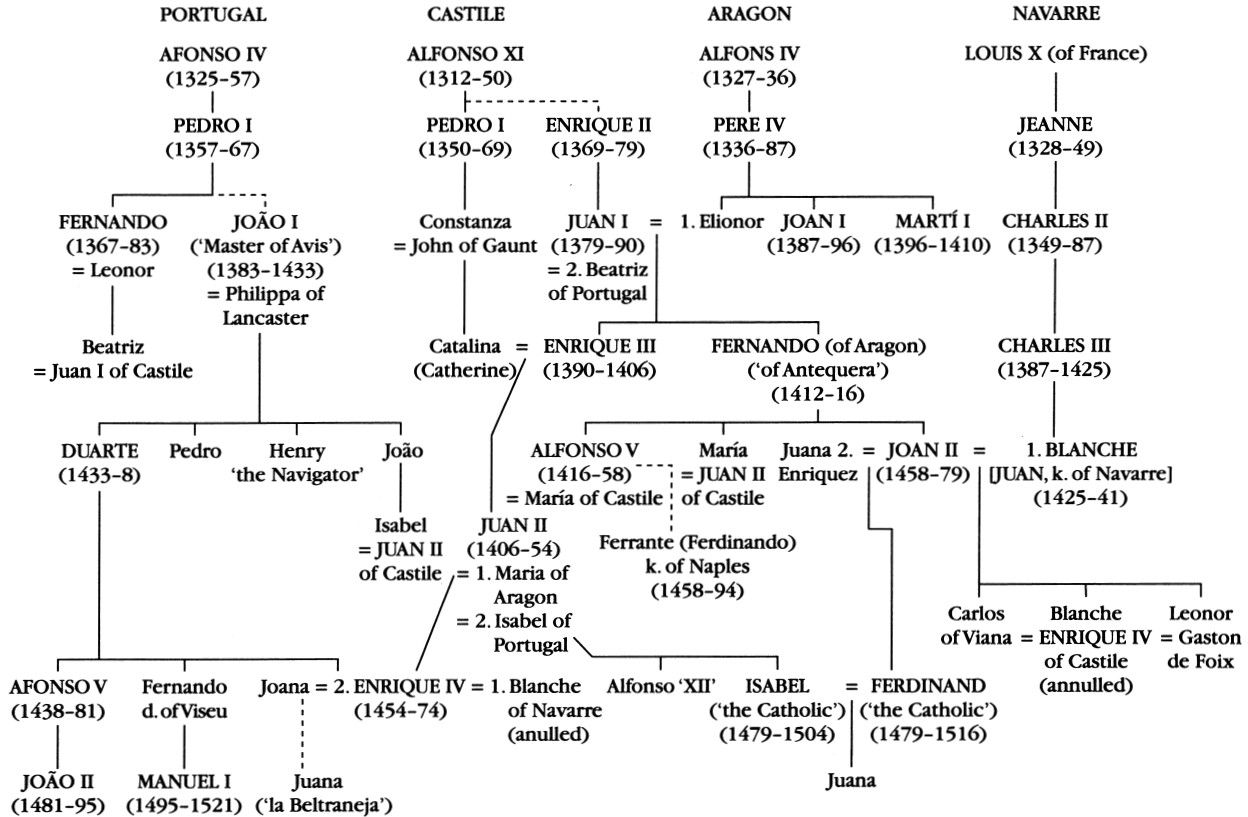 PORTUGAL CASTILE ARAGON NAVARRE
AFONSO IV ALFONSO XI ALFONS IV LOUIS X (of France)
(1325–57) (1312–50) (1327–36)
PEDRO I PEDRO I ENRIQUE II PERE IV JEANNE
(1357–67) (1350–69) (1369–79) (1336–87) (1328–49)
FERNANDO JOÃO I Constanza JUAN I = 1. Elionor JOAN I MARTÍ I CHARLES II
(1367–83) (‘Master of Avis’) = John of Gaunt (1379–90) (1387–96) (1396–1410) (1349–87)
= Leonor (1383–1433) = 2. Beatriz
= Philippa of of Portugal
Lancaster
Beatriz Catalina = ENRIQUE III FERNANDO (of Aragon) CHARLES III
= Juan I of Castile (Catherine) (1390–1406) (‘of Antequera’) (1387–1425)
(1412–16)
DUARTE Pedro Henry João ALFONSO V María Juana 2. = JOAN II = 1. BLANCHE
(1433–8) ‘the Navigator’ (1416–58) = JUAN II Enriquez (1458–79) [JUAN, k. of Navarre]
= María of Castile of Castile (1425–41)
Isabel JUAN II
= JUAN II (1406–54) Ferrante (Ferdinando)
of Castile = 1. Maria of k. of Naples
Aragon (1458–94)
= 2. Isabel of Carlos Blanche Leonor
Portugal of Viana = ENRIQUE IV = Gaston
of Castile de Foix
(annulled)
AFONSO V Fernando Joana = 2. ENRIQUE IV = 1. Blanche Alfonso ‘XII’ ISABEL = FERDINAND
(1438–81) d. of Viseu (1454–74) of Navarre (‘the Catholic’) (‘the Catholic’)
(anulled) (1479–1504) (1479–1516)
JOÃO II MANUEL I Juana Juana
(1481–95) (1495–1521) (‘la Beltraneja’)